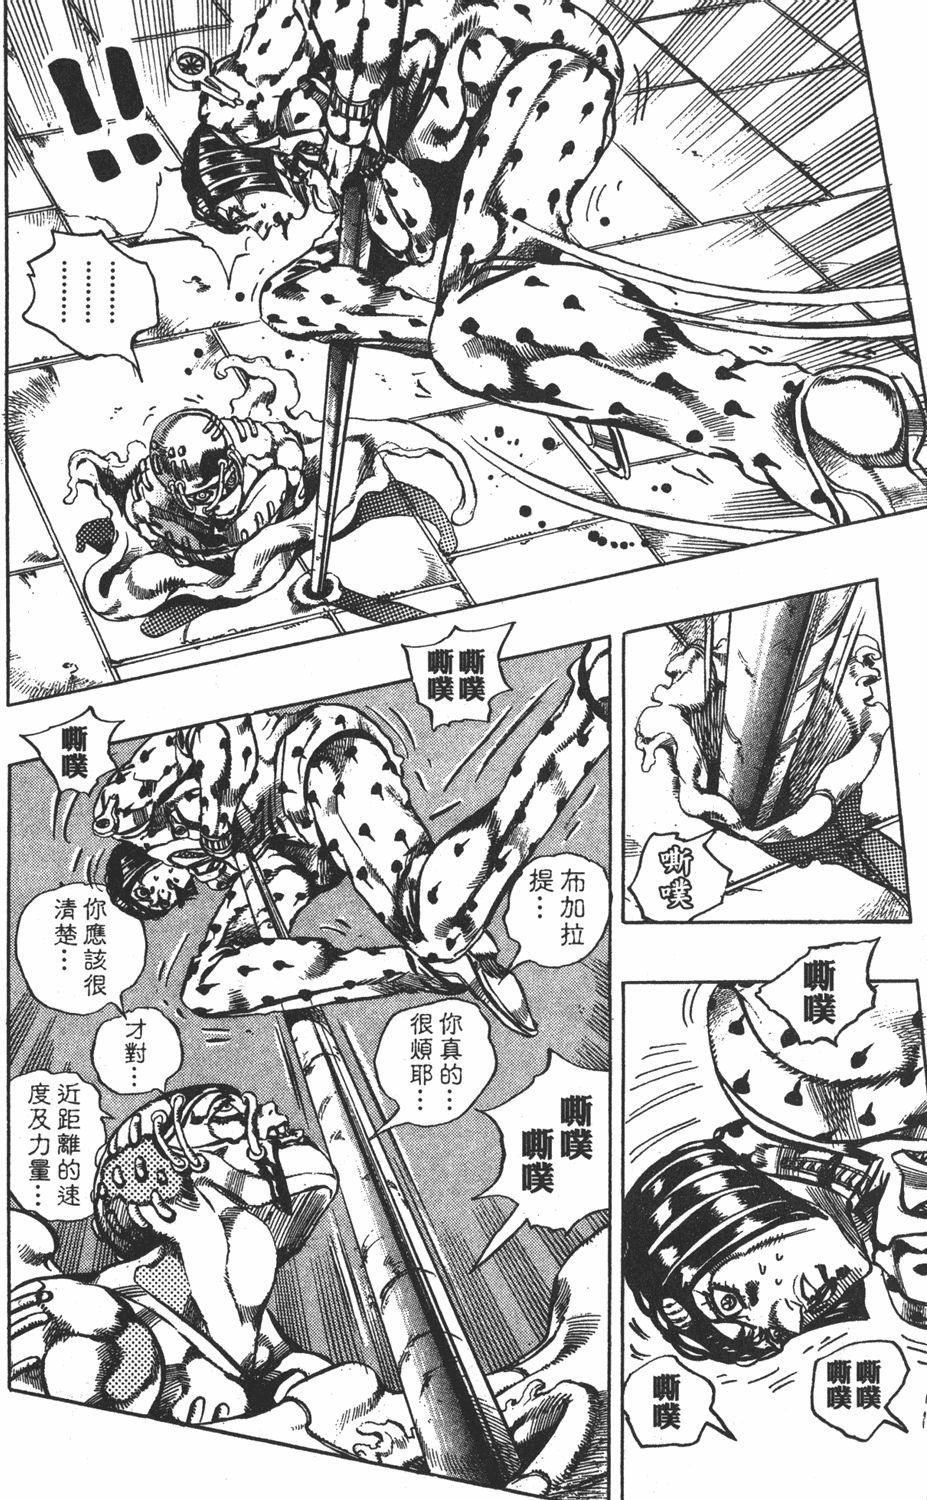 !!
…………
…………
嘶噗
嘶噗
嘶噗
嘶噗
嘶噗
嘶噗
嘶噗
嘶噗
嘶噗
布加拉
提…
你真的…
很煩耶…
嘶噗
嘶噗
你應該很
清楚…
才對…
近距離的速
度及力量…